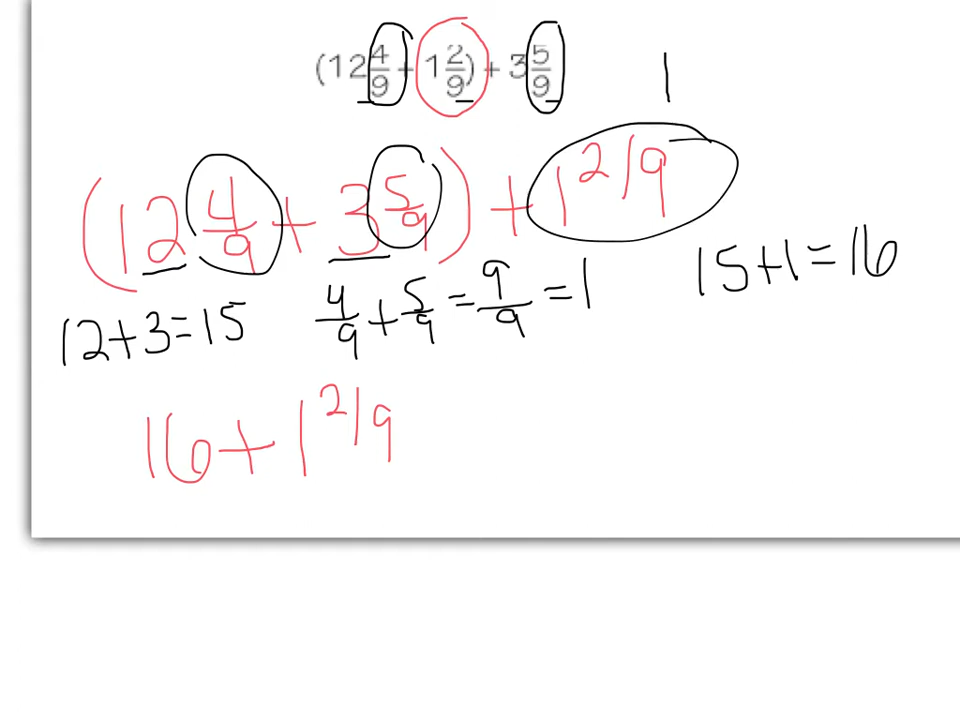 (12 4/9 + 1 2/9) + 3 5/9
1
(12 4/9 + 3 5/9) + 1 2/9
12+3=15 4/9 + 5/9 = 9/9 = 1 15+1=16
16 + 1 2/9